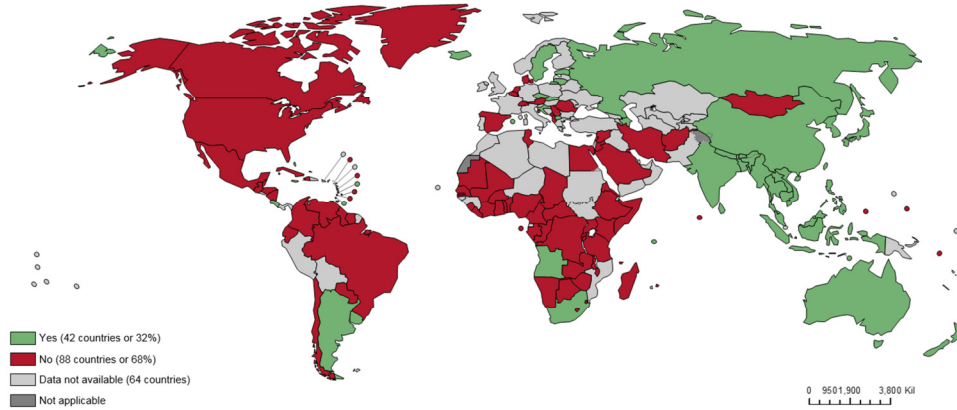 Yes (42 countries or 32%)
No (88 countries or 68%)
Data not available (64 countries)
Not applicable
0 9501,900 3,800 Kil